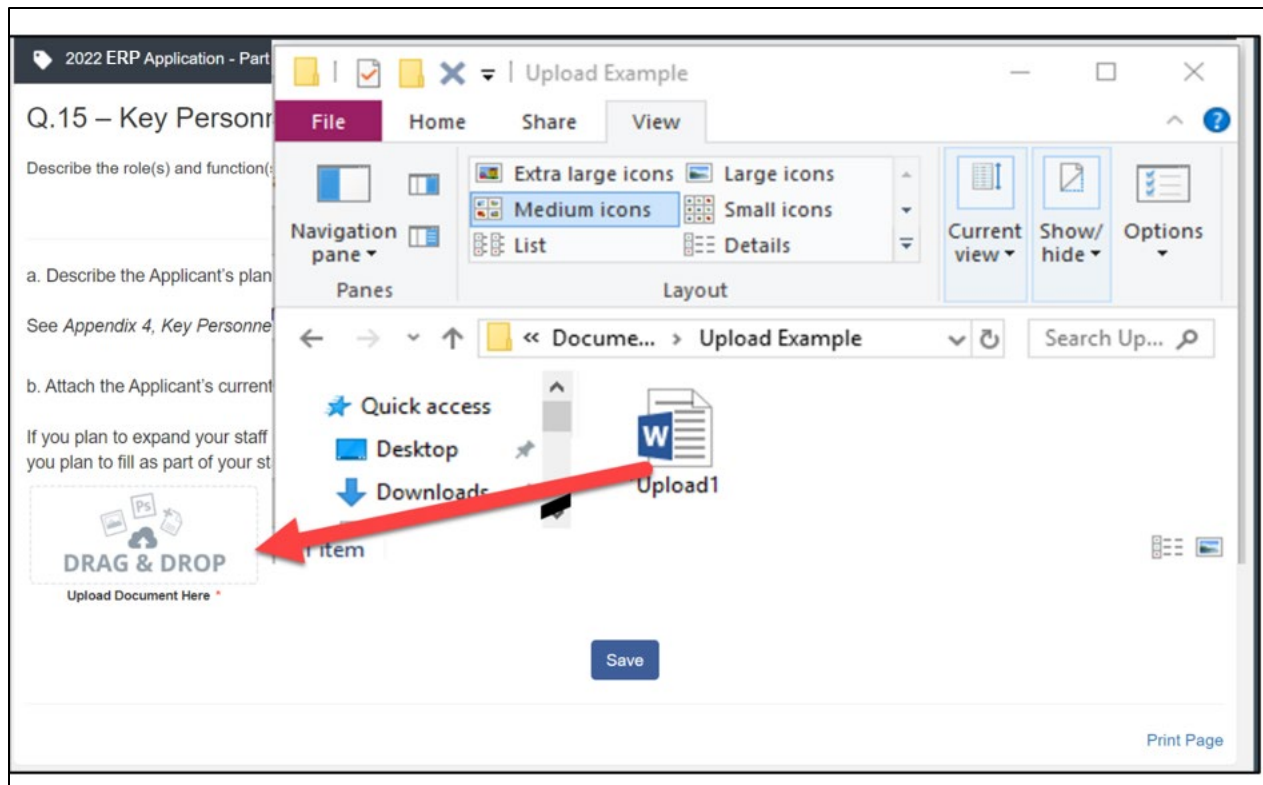 2022 ERP Application - Part
Q.15 – Key Personn
Describe the role(s) and function(s
a. Describe the Applicant's plan
See Appendix 4, Key Personne
b. Attach the Applicant's current
If you plan to expand your staff
you plan to fill as part of your st
Ps
DRAG & DROP
Upload Document Here *
Upload Example
File Home Share View
Navigation
pane
Panes
Extra large icons Large icons
Medium icons Small icons
List Details
Layout
Current
view
Show/
hide
Options
« Docume... > Upload Example
Search Up...
Quick access
Desktop
Downloads
item
W
Upload1
Save
Print Page